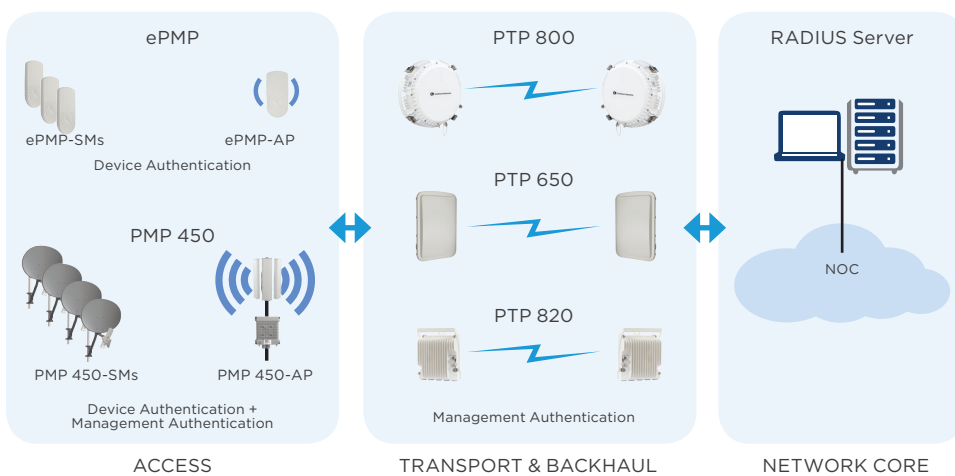 ePMP
ePMP-SMs
ePMP-AP
Device Authentication
PMP 450
PMP 450-SMs
PMP 450-AP
Device Authentication +
Management Authentication
ACCESS
PTP 800
PTP 650
PTP 820
Management Authentication
TRANSPORT & BACKHAUL
RADIUS Server
NOC
NETWORK CORE